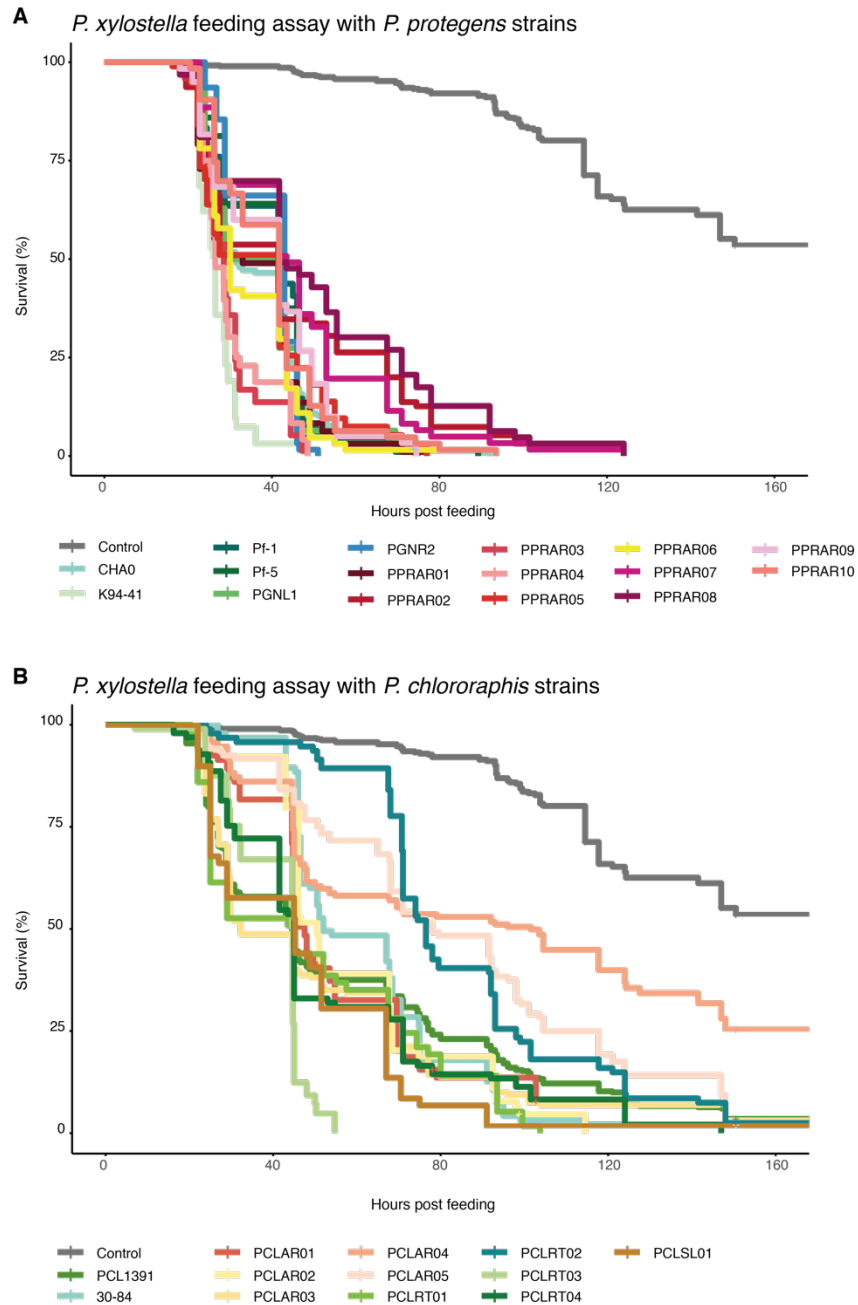 A
P. xylostella feeding assay with P. protegens strains
100
75
50
25
0
Survival (%)
0 40 80 120 160
Hours post feeding
Control Pf-1 PGNR2 PPRAR03 PPRAR06 PPRAR09
CHA0 Pf-5 PPRAR01 PPRAR04 PPRAR07 PPRAR10
K94-41 PGNL1 PPRAR02 PPRAR05 PPRAR08
B
P. xylostella feeding assay with P. chlororaphis strains
100
75
50
25
0
Survival (%)
0 40 80 120 160
Hours post feeding
Control PCLAR01 PCLAR04 PCLRT02 PCLSL01
PCL1391 PCLAR02 PCLAR05 PCLRT03
30-84 PCLAR03 PCLRT01 PCLRT04